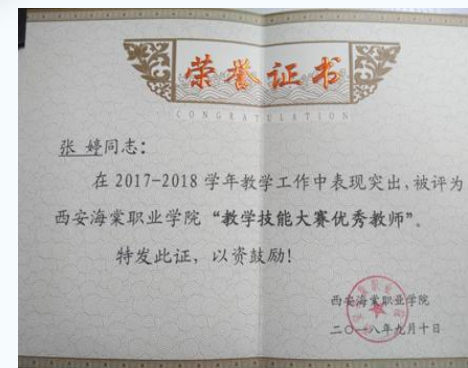 荣誉证书
CONGRATULATION
张 婷同志：
在 2017-2018 学年教学工作中表现突出，被评为
西安海棠职业学院“教学技能大赛优秀教师”。
特发此证，以资鼓励！
西安海棠职业学院
二〇一八年九月十日